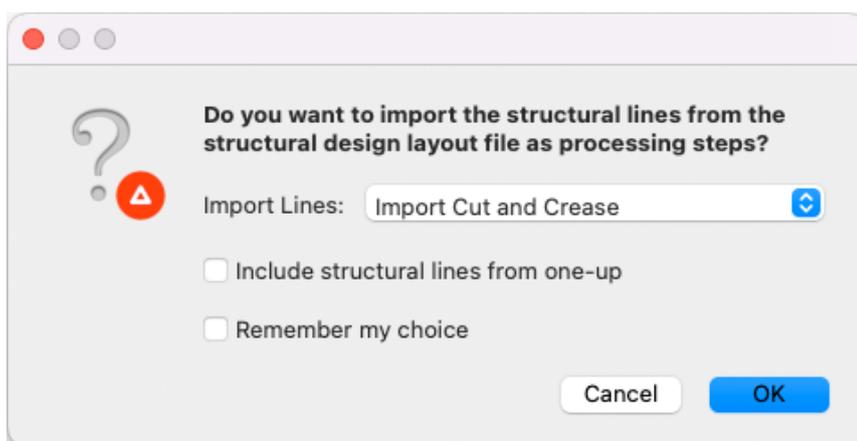 Do you want to import the structural lines from the
structural design layout file as processing steps?
Import Lines: Import Cut and Crease
Include structural lines from one-up
Remember my choice
Cancel OK